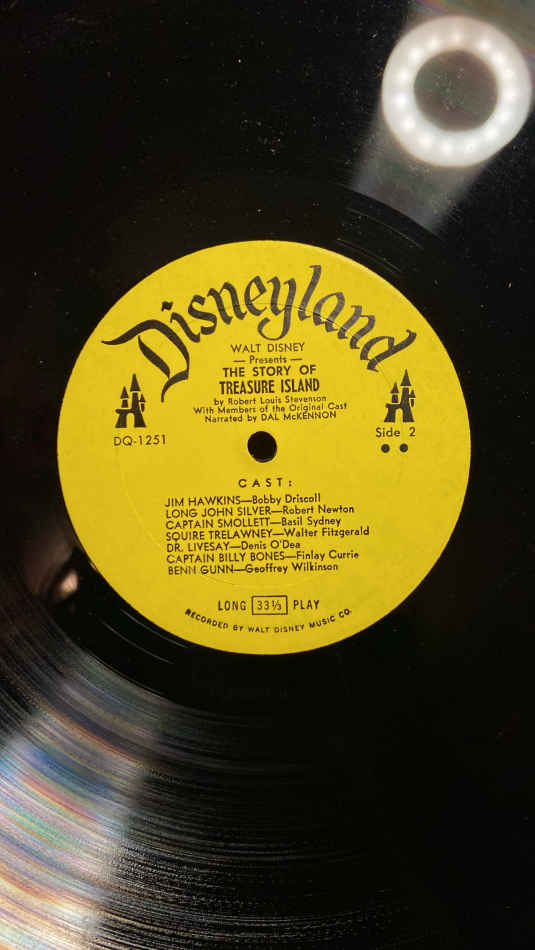 Disneyland
WALT DISNEY
— Presents —
THE STORY OF
TREASURE ISLAND
by Robert Louis Stevenson
With Members of the Original Cast
Narrated by DAL McKENNON
DQ-1251
Side 2
CAST:
JIM HAWKINS—Bobby Driscoll
LONG JOHN SILVER—Robert Newton
CAPTAIN SMOLLETT—Basil Sydney
SQUIRE TRELAWNEY—Walter Fitzgerald
DR. LIVESAY—Denis O'Dea
CAPTAIN BILLY BONES—Finlay Currie
BENN GUNN—Geoffrey Wilkinson
LONG 33⅓ PLAY
RECORDED BY WALT DISNEY MUSIC CO.